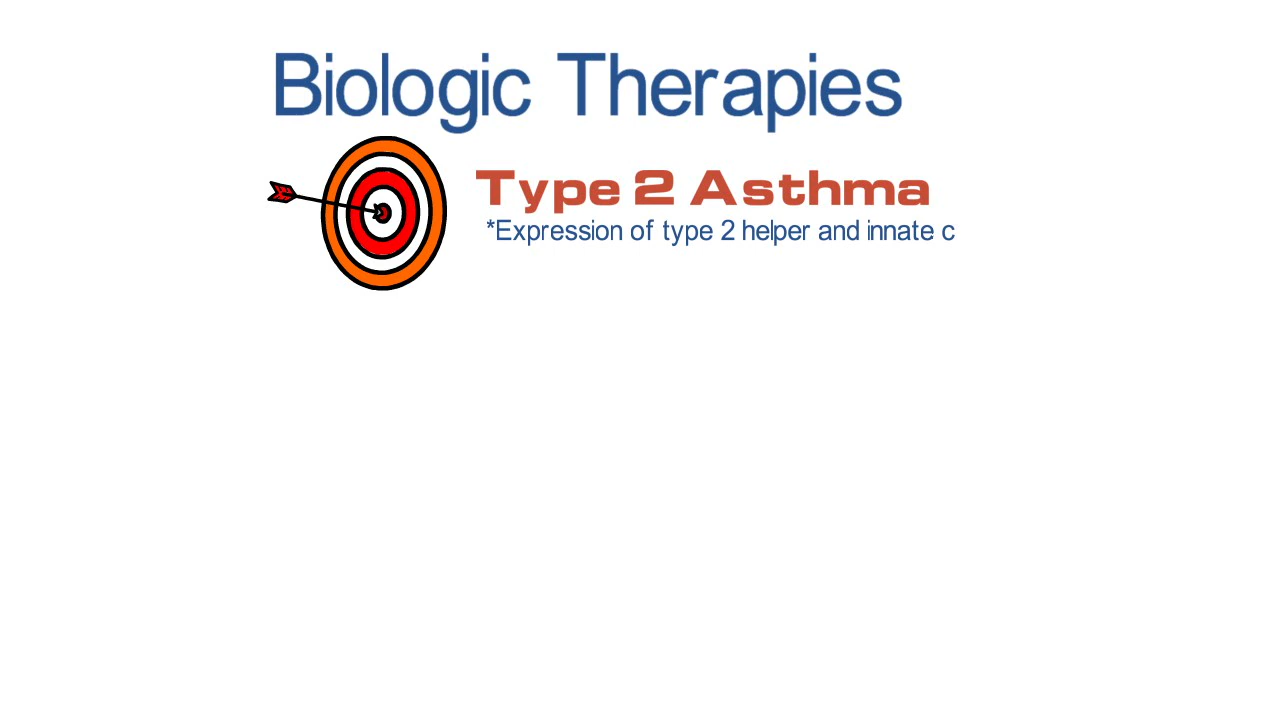 Biologic Therapies
Type 2 Asthma
*Expression of type 2 helper and innate c